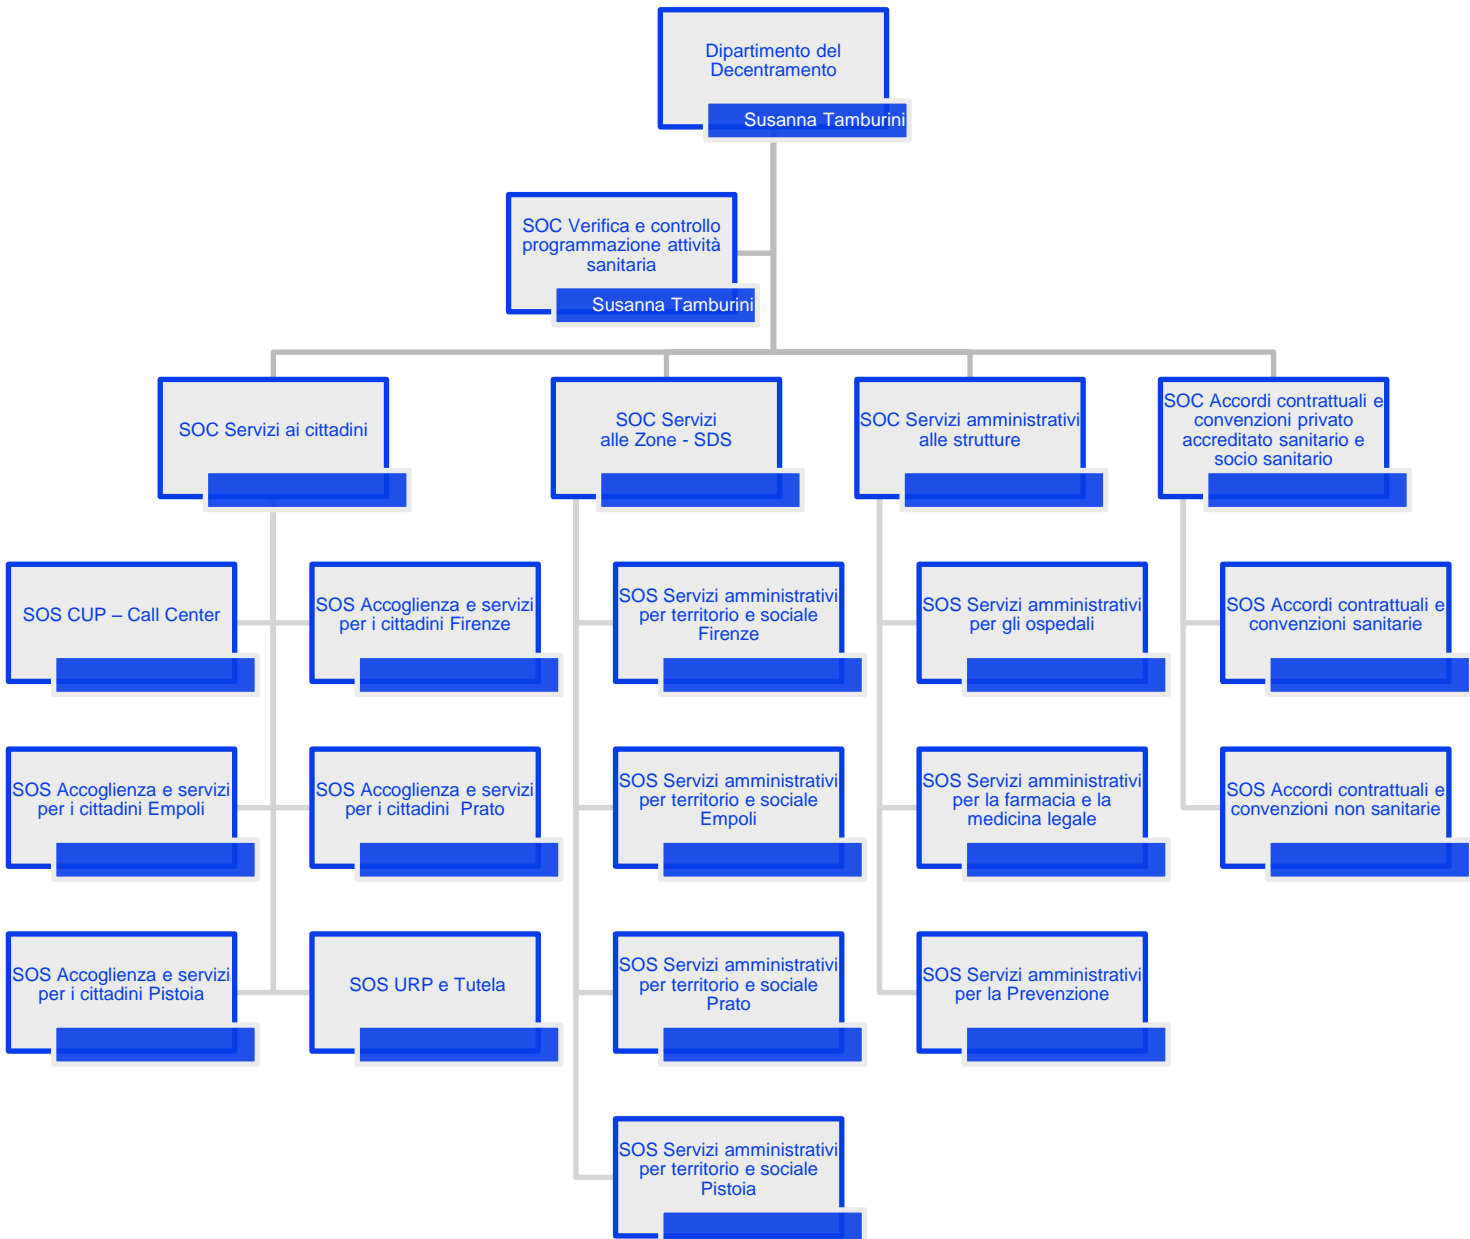 Dipartimento del
Decentramento
Susanna Tamburini
SOC Verifica e controllo
programmazione attività
sanitaria
Susanna Tamburini
SOC Servizi ai cittadini
SOC Servizi
alle Zone - SDS
SOC Servizi amministrativi
alle strutture
SOC Accordi contrattuali e
convenzioni privato
accreditato sanitario e
socio sanitario
SOS CUP – Call Center
SOS Accoglienza e servizi
per i cittadini Firenze
SOS Servizi amministrativi
per territorio e sociale
Firenze
SOS Servizi amministrativi
per gli ospedali
SOS Accordi contrattuali e
convenzioni sanitarie
SOS Accoglienza e servizi
per i cittadini Empoli
SOS Accoglienza e servizi
per i cittadini  Prato
SOS Servizi amministrativi
per territorio e sociale
Empoli
SOS Servizi amministrativi
per la farmacia e la
medicina legale
SOS Accordi contrattuali e
convenzioni non sanitarie
SOS Accoglienza e servizi
per i cittadini Pistoia
SOS URP e Tutela
SOS Servizi amministrativi
per territorio e sociale
Prato
SOS Servizi amministrativi
per la Prevenzione
SOS Servizi amministrativi
per territorio e sociale
Pistoia